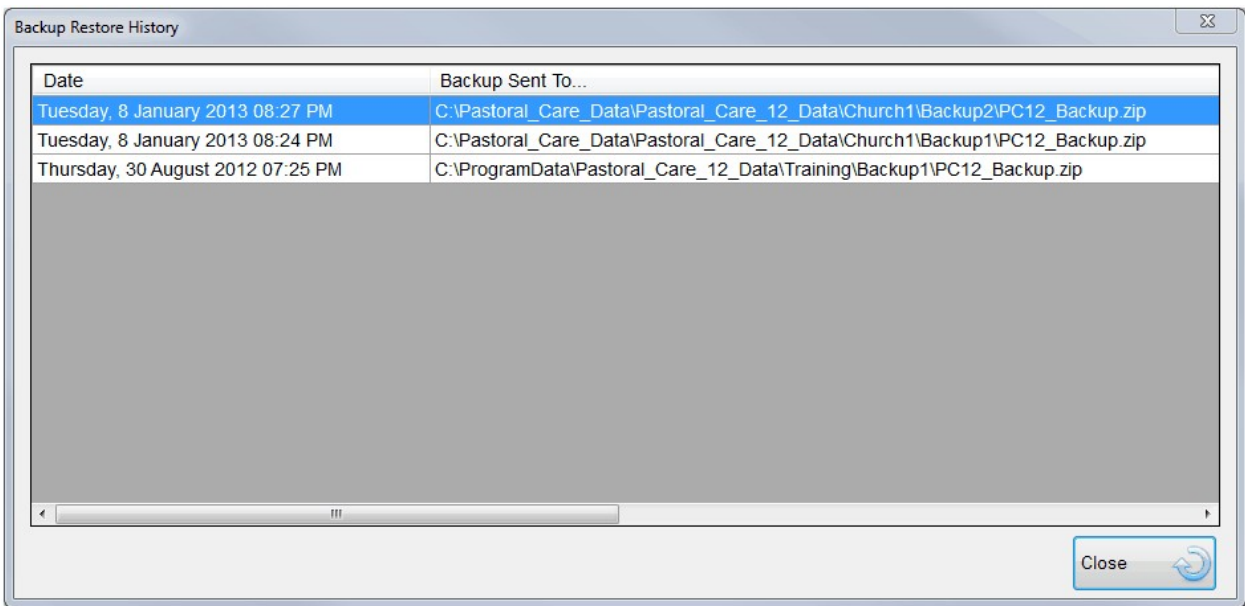 Backup Restore History
Date Backup Sent To...
Tuesday, 8 January 2013 08:27 PM C:\Pastoral_Care_Data\Pastoral_Care_12_Data\Church1\Backup2\PC12_Backup.zip
Tuesday, 8 January 2013 08:24 PM C:\Pastoral_Care_Data\Pastoral_Care_12_Data\Church1\Backup1\PC12_Backup.zip
Thursday, 30 August 2012 07:25 PM C:\ProgramData\Pastoral_Care_12_Data\Training\Backup1\PC12_Backup.zip
Close